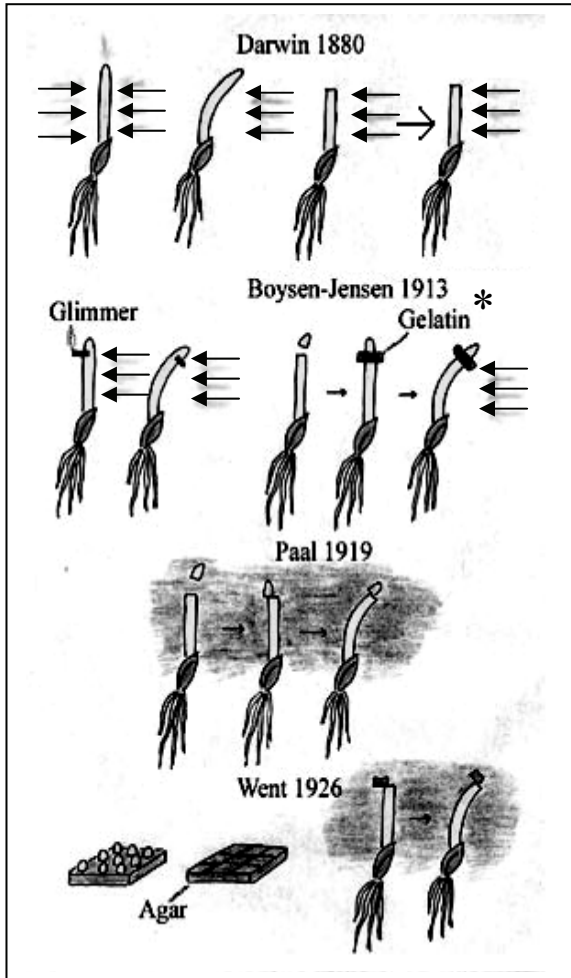 Darwin 1880
Boysen-Jensen 1913
Glimmer
Gelatin *
Paal 1919
Went 1926
Agar